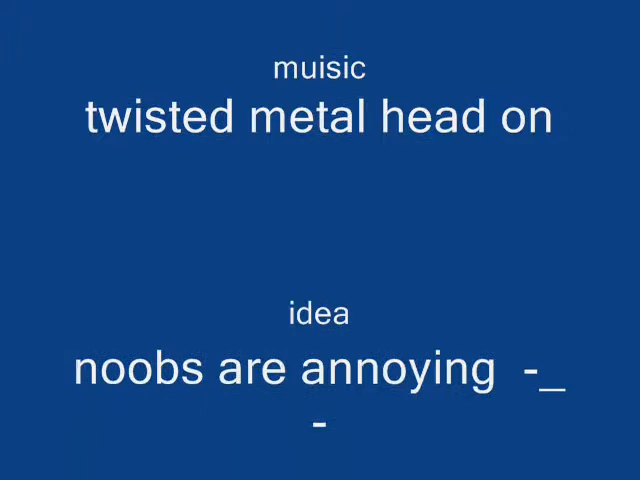 muisic
twisted metal head on
idea
noobs are annoying  -_
-